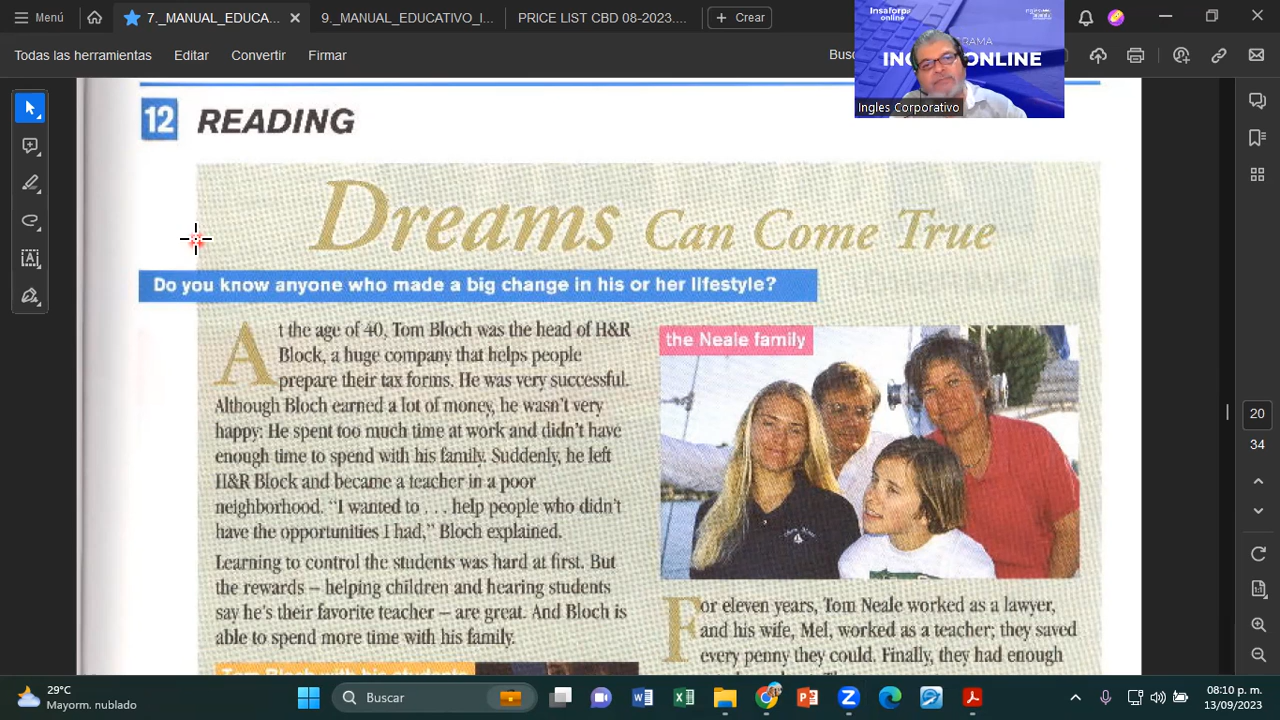 Menú
7._MANUAL_EDUCA...
9._MANUAL_EDUCATIVO_I...
PRICE LIST CBD 08-2023....
Crear
Todas las herramientas
Editar
Convertir
Firmar
Insaforp
online
INGLES ONLINE
Ingles Corporativo
12 READING
Dreams Can Come True
Do you know anyone who made a big change in his or her lifestyle?
At the age of 40, Tom Bloch was the head of H&R
Block, a huge company that helps people
prepare their tax forms. He was very successful.
Although Bloch earned a lot of money, he wasn't very
happy: He spent too much time at work and didn't have
enough time to spend with his family. Suddenly, he left
H&R Block and became a teacher in a poor
neighborhood. "I wanted to . . . help people who didn't
have the opportunities I had," Bloch explained.
Learning to control the students was hard at first. But
the rewards – helping children and hearing students
say he's their favorite teacher – are great. And Bloch is
able to spend more time with his family.
Tom Bloch with his students
the Neale family
For eleven years, Tom Neale worked as a lawyer,
and his wife, Mel, worked as a teacher; they saved
every penny they could. Finally, they had enough
20
34
29°C
Mayorm. nublado
Buscar
08:10 p. m.
13/09/2023